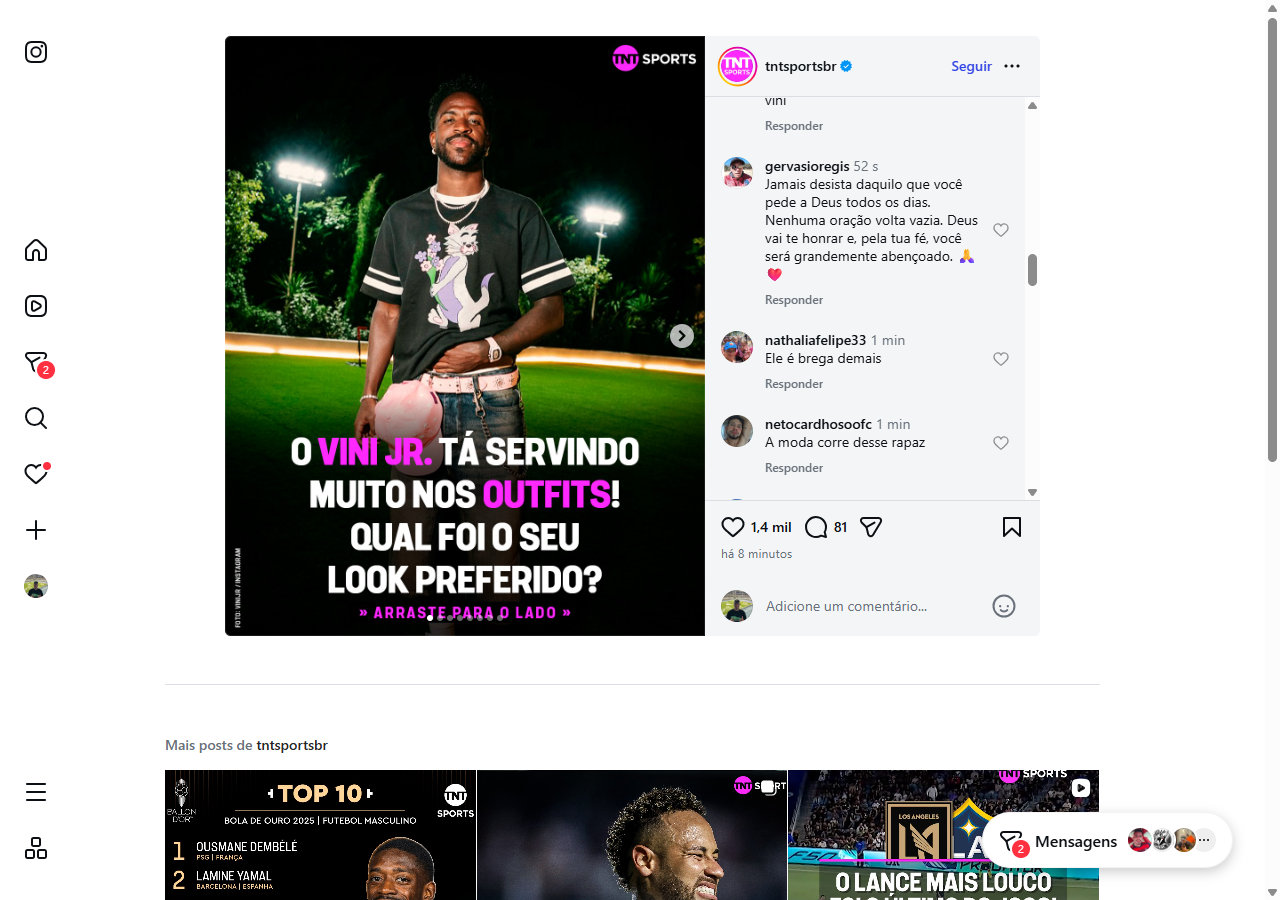 TNT SPORTS
O VINI JR. TÁ SERVINDO
MUITO NOS OUTFITS!
QUAL FOI O SEU
LOOK PREFERIDO?
» ARRASTE PARA O LADO »
FOTO: VINIJR / INSTAGRAM
TNT
SPORTS
tntsportsbr
Seguir
vini
Responder
gervasioregis 52 s
Jamais desista daquilo que você
pede a Deus todos os dias.
Nenhuma oração volta vazia. Deus
vai te honrar e, pela tua fé, você
será grandemente abençoado. 🙏
❤️
Responder
nathaliafelipe33 1 min
Ele é brega demais
Responder
netocardhosoofc 1 min
A moda corre desse rapaz
Responder
1,4 mil
81
há 8 minutos
Adicione um comentário...
2
Mais posts de tntsportsbr
BALLON
D'OR
TOP 10
BOLA DE OURO 2025 | FUTEBOL MASCULINO
TNT
SPORTS
1 OUSMANE DEMBÉLÉ
PSG | FRANÇA
2 LAMINE YAMAL
BARCELONA | ESPANHA
TNT SPORTS
TNT SPORTS
LOS ANGELES
LA
O LANCE MAIS LOUCO
2
Mensagens